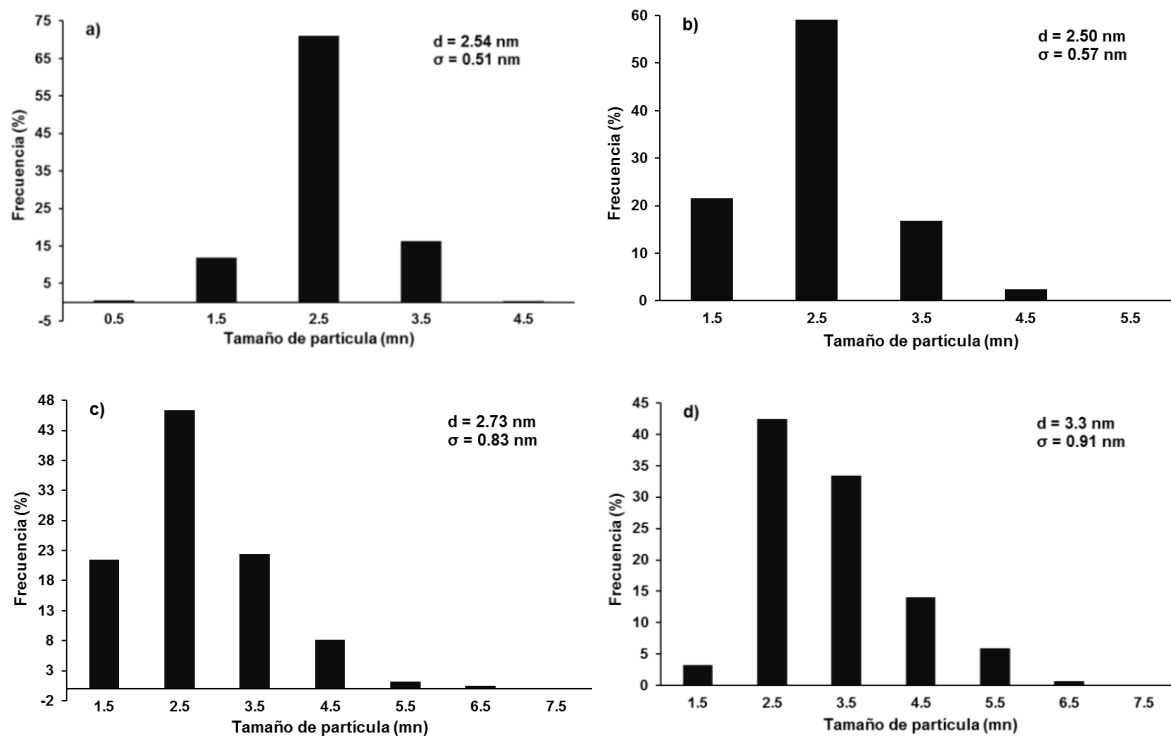 a)
d = 2.54 nm
σ = 0.51 nm
Frecuencia (%)
75
65
55
45
35
25
15
5
-5
0.5 1.5 2.5 3.5 4.5
Tamaño de partícula (mn)
b)
d = 2.50 nm
σ = 0.57 nm
Frecuencia (%)
60
50
40
30
20
10
0
1.5 2.5 3.5 4.5 5.5
Tamaño de partícula (mn)
c)
d = 2.73 nm
σ = 0.83 nm
Frecuencia (%)
48
43
38
33
28
23
18
13
8
3
-2
1.5 2.5 3.5 4.5 5.5 6.5 7.5
Tamaño de partícula (mn)
d)
d = 3.3 nm
σ = 0.91 nm
Frecuencia (%)
45
40
35
30
25
20
15
10
5
0
1.5 2.5 3.5 4.5 5.5 6.5 7.5
Tamaño de partícula (mn)